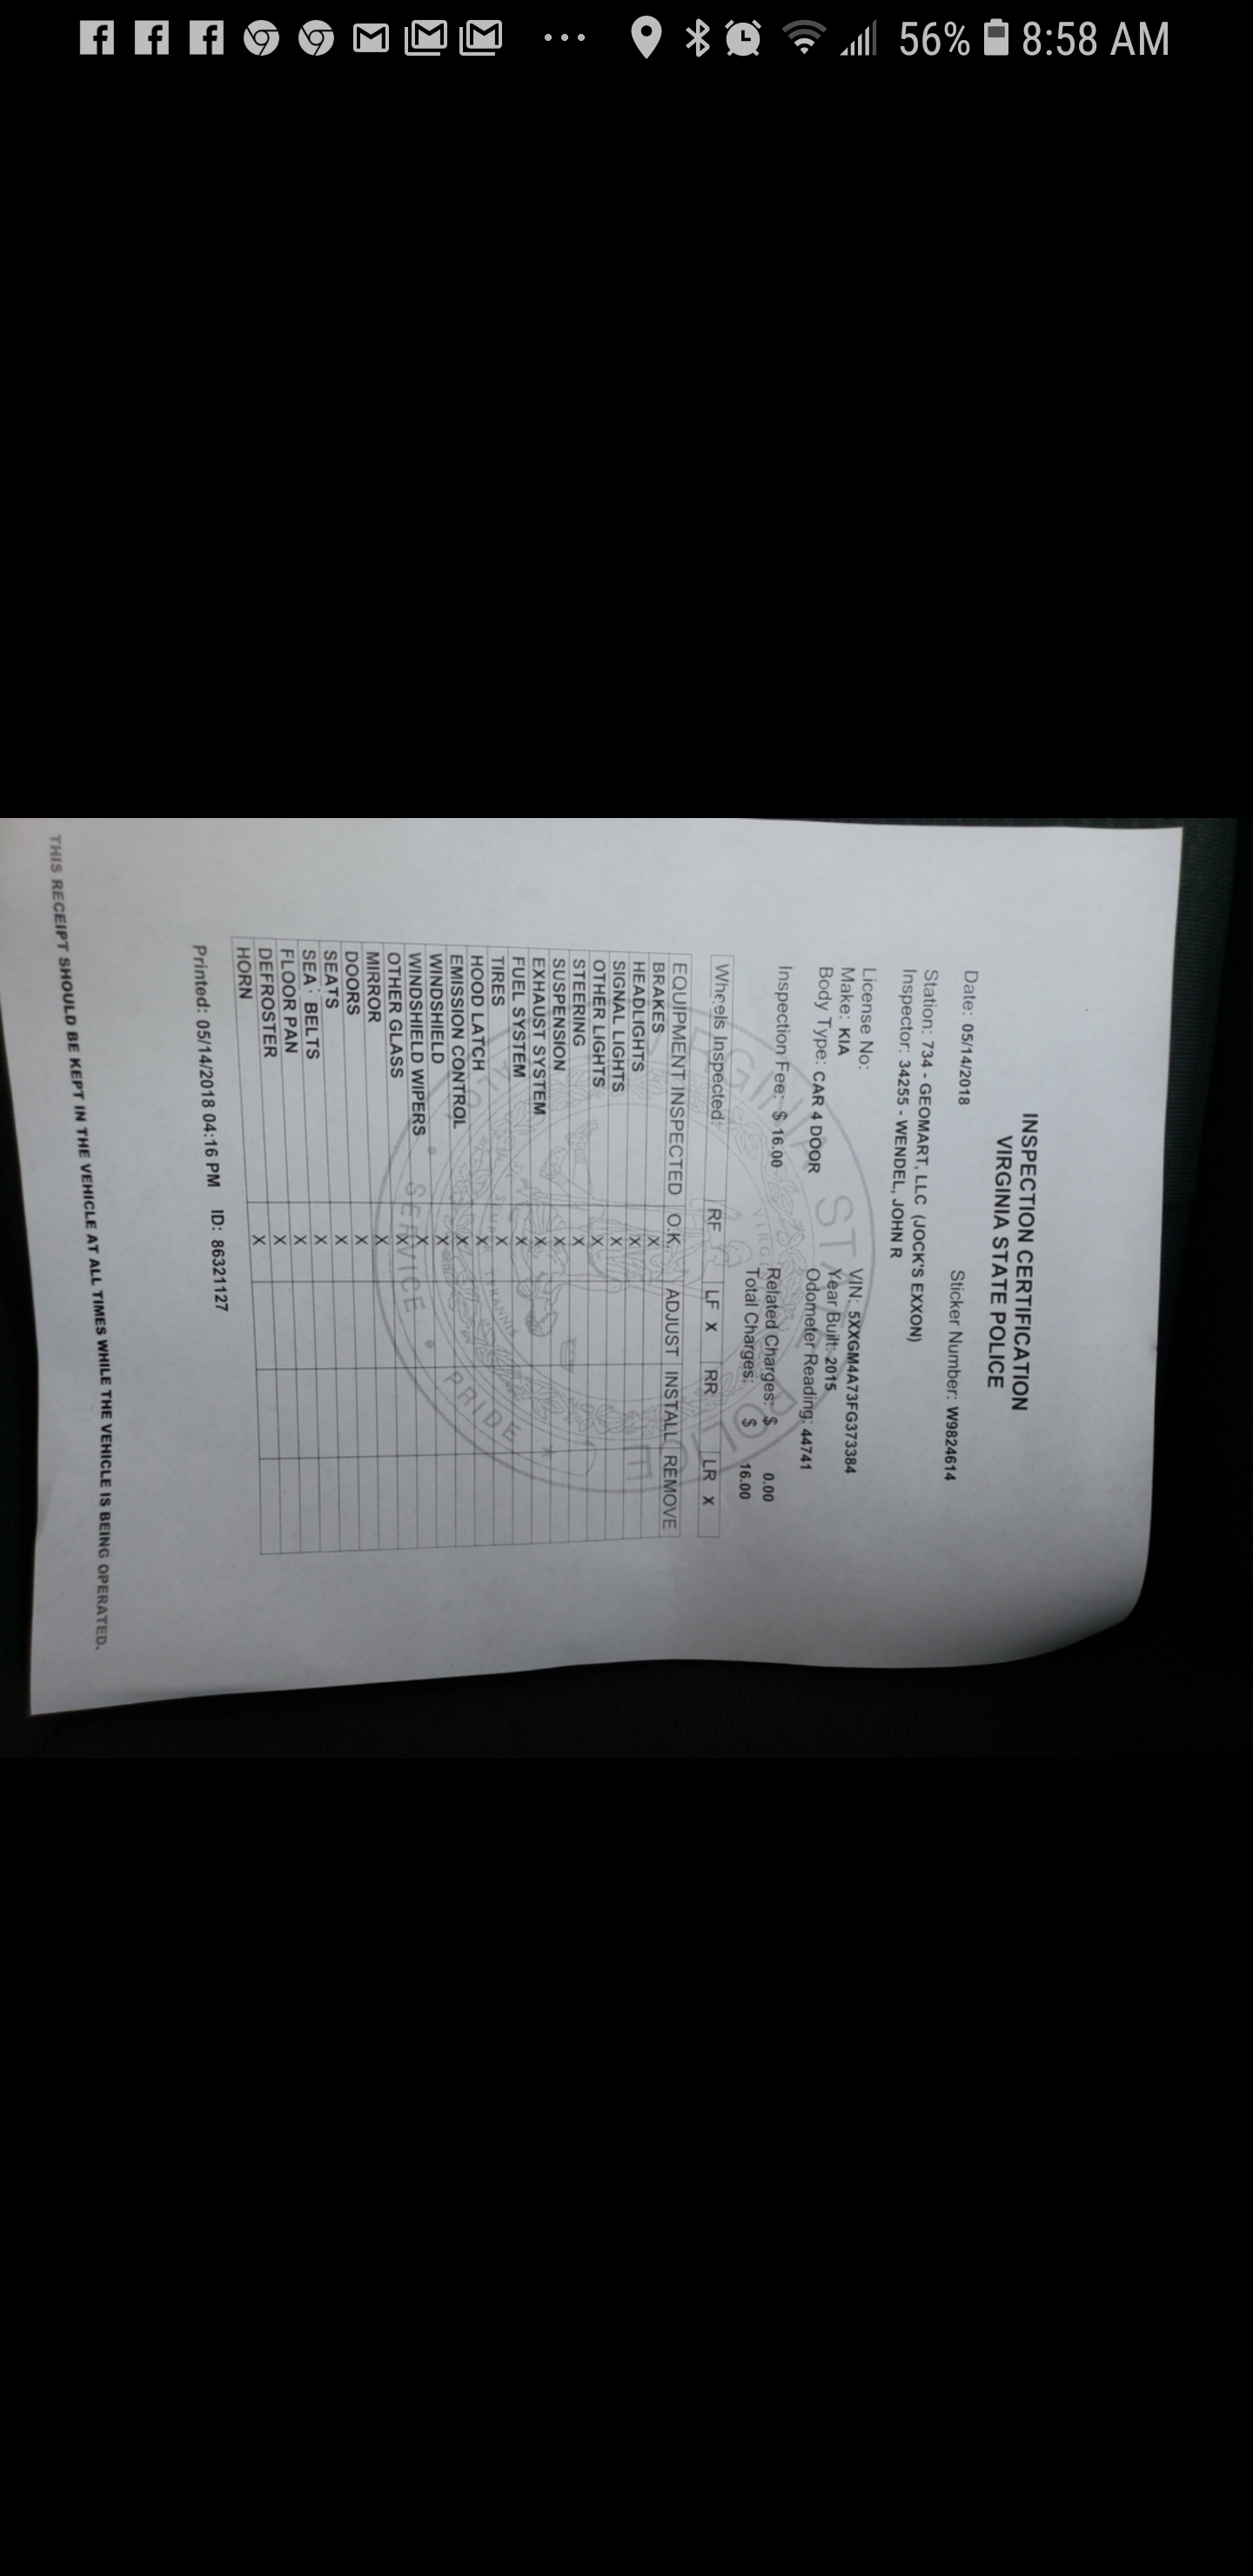 56% 8:58 AM
INSPECTION CERTIFICATION
VIRGINIA STATE POLICE
Date: 05/14/2018 Sticker Number: W9824614
Station: 734 - GEOMART, LLC (JOCK'S EXXON)
Inspector: 34255 - WENDEL, JOHN R
License No: VIN: 5XXGM4A73FG373384
Make: KIA Year Built: 2015
Body Type: CAR 4 DOOR Odometer Reading: 44741
Inspection Fee: $ 16.00 Related Charges: $ 0.00
Total Charges: $ 16.00
Wheels Inspected: RF LF X RR LR X
EQUIPMENT INSPECTED O.K. ADJUST INSTALL REMOVE
BRAKES X
HEADLIGHTS X
SIGNAL LIGHTS X
OTHER LIGHTS X
STEERING X
SUSPENSION X
EXHAUST SYSTEM X
FUEL SYSTEM X
TIRES X
HOOD LATCH X
EMISSION CONTROL X
WINDSHIELD X
WINDSHIELD WIPERS X
OTHER GLASS X
MIRROR X
DOORS X
SEATS X
SEA BELTS X
FLOOR PAN X
DEFROSTER X
HORN X
VIRGINIA STATE POLICE
SERVICE • PRIDE
Printed: 05/14/2018 04:16 PM ID: 86321127
THIS RECEIPT SHOULD BE KEPT IN THE VEHICLE AT ALL TIMES WHILE THE VEHICLE IS BEING OPERATED.